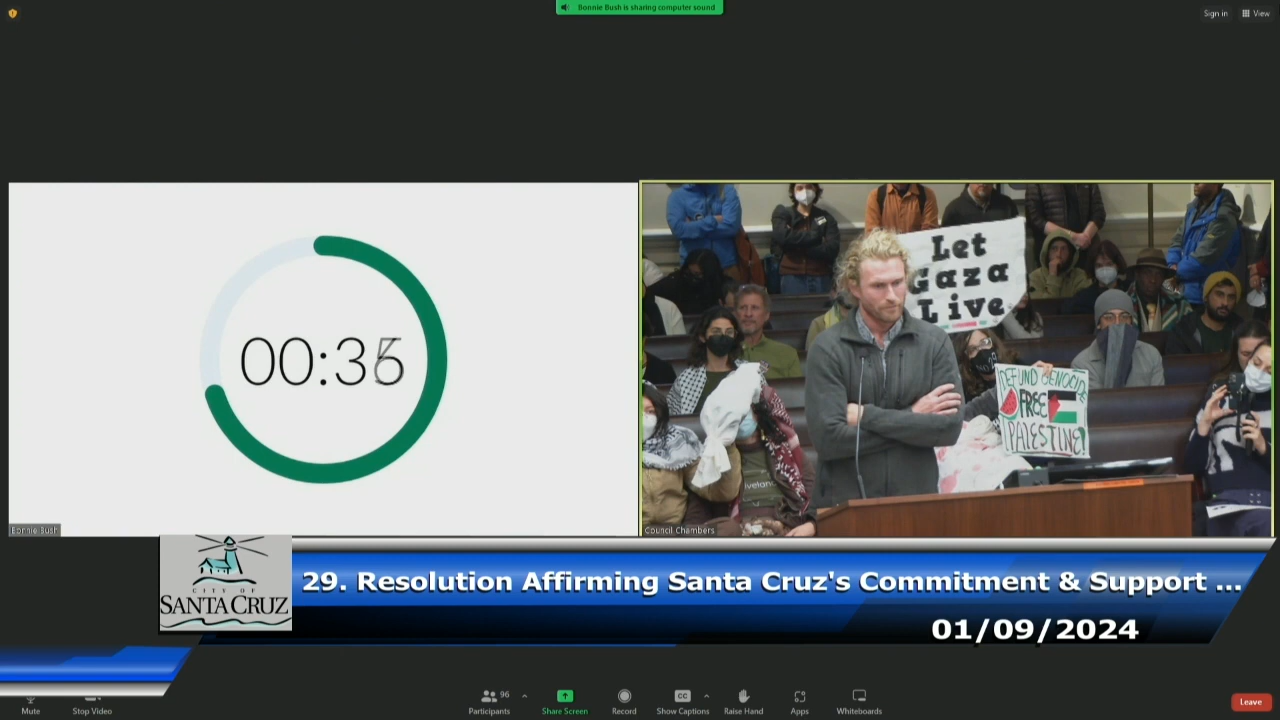 Bonnie Bush is sharing computer sound
Sign in
View
00:35
Let
Gaza
Live
DEFUND GENOCIDE
FREE
PALESTINE!
Bonnie Bush
Council Chambers
CITY OF
SANTA CRUZ
29. Resolution Affirming Santa Cruz's Commitment & Support ...
01/09/2024
Mute
Stop Video
Participants
96
Share Screen
CC
Record
Show Captions
Raise Hand
Apps
Whiteboards
Leave